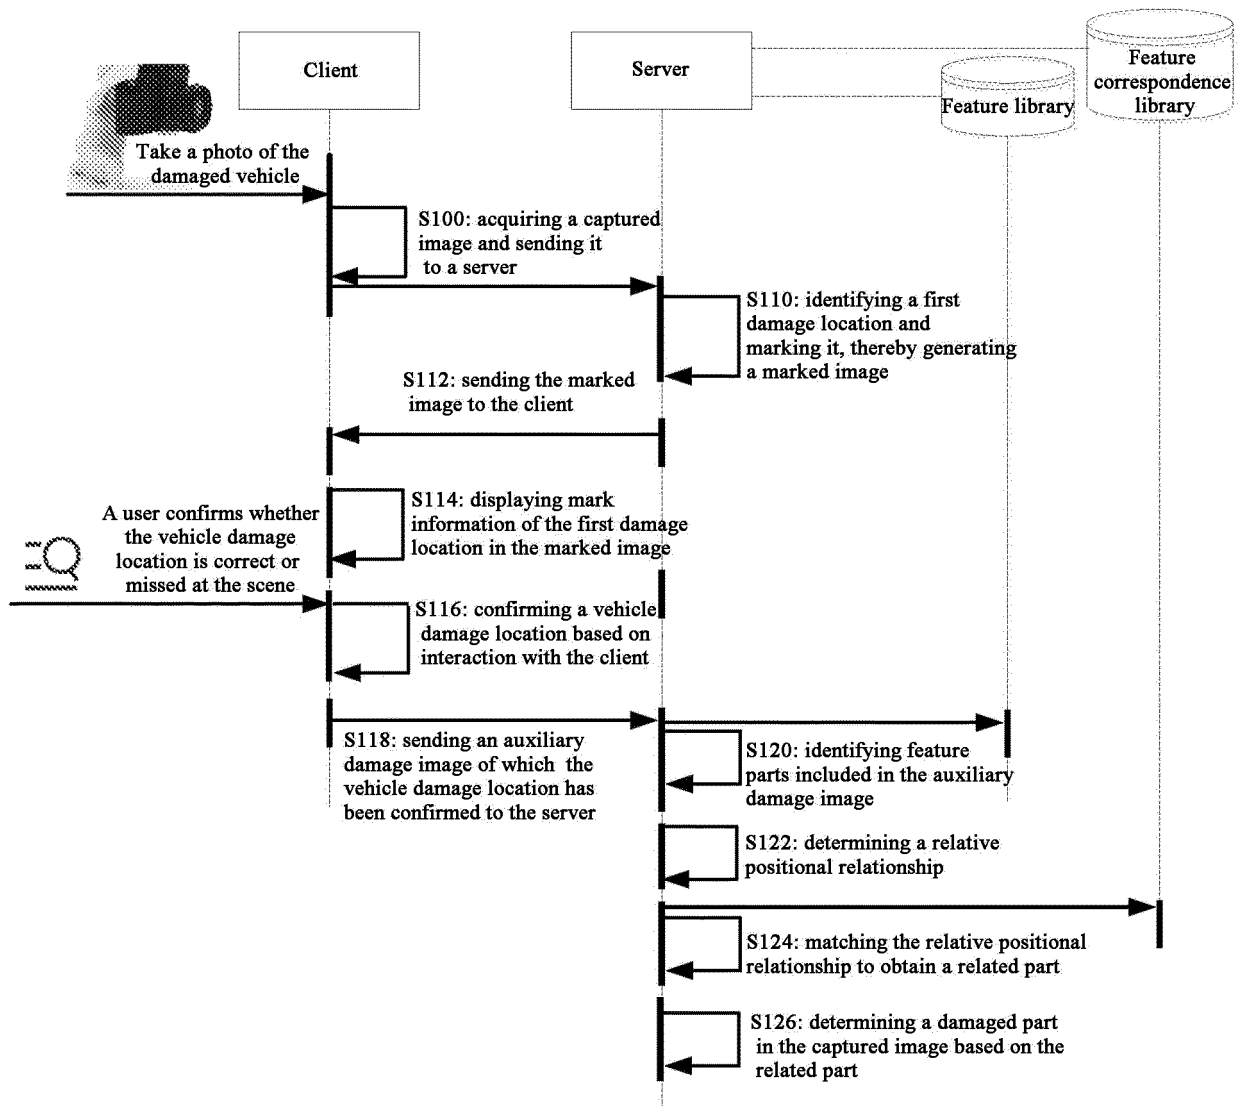 Client
Server
Feature library
Feature
correspondence
library
Take a photo of the
damaged vehicle
S100: acquiring a captured
image and sending it
to a server
S110: identifying a first
damage location and
marking it, thereby generating
a marked image
S112: sending the marked
image to the client
S114: displaying mark
information of the first damage
location in the marked image
A user confirms whether
the vehicle damage
location is correct or
missed at the scene
S116: confirming a vehicle
damage location based on
interaction with the client
S118: sending an auxiliary
damage image of which the
vehicle damage location has
been confirmed to the server
S120: identifying feature
parts included in the auxiliary
damage image
S122: determining a relative
positional relationship
S124: matching the relative positional
relationship to obtain a related part
S126: determining a damaged part
in the captured image based on the
related part